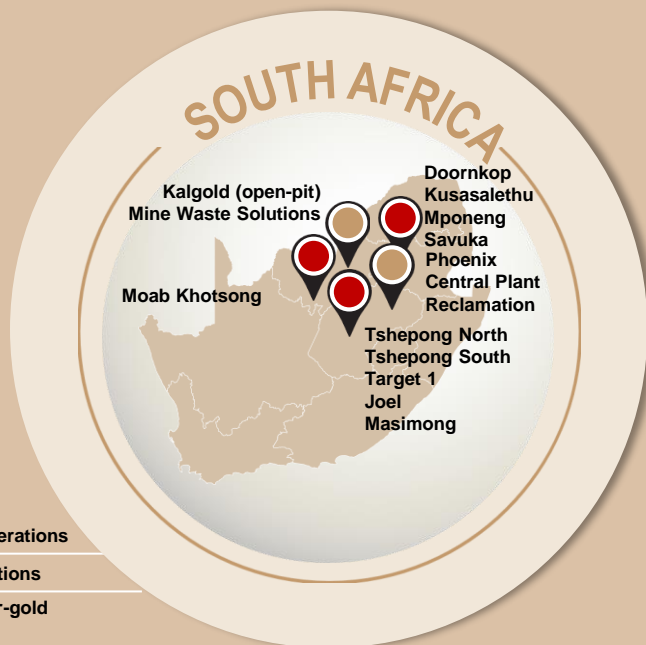 SOUTH AFRICA
Kalgold (open-pit)
Mine Waste Solutions
Doornkop
Kusasalethu
Mponeng
Savuka
Phoenix
Central Plant
Reclamation
Moab Khotsong
Tshepong North
Tshepong South
Target 1
Joel
Masimong
erations
tions
r-gold